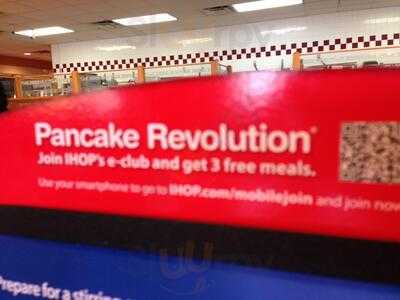 Pancake Revolution®
Join IHOP's e-club and get 3 free meals.
Use your smartphone to go to IHOP.com/mobilejoin and join now
Prepare for a stirring